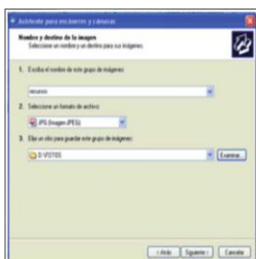 Asistente para escáneres y cámaras
Nombre y destino de la imagen
Seleccione un nombre y un destino para sus imágenes.
1. Escriba el nombre de este grupo de imágenes:
recursos
2. Seleccione un formato de archivo:
JPG (Imagen JPEG)
3. Elija un sitio para guardar este grupo de imágenes:
Examinar...
< Atrás Siguiente > Cancelar